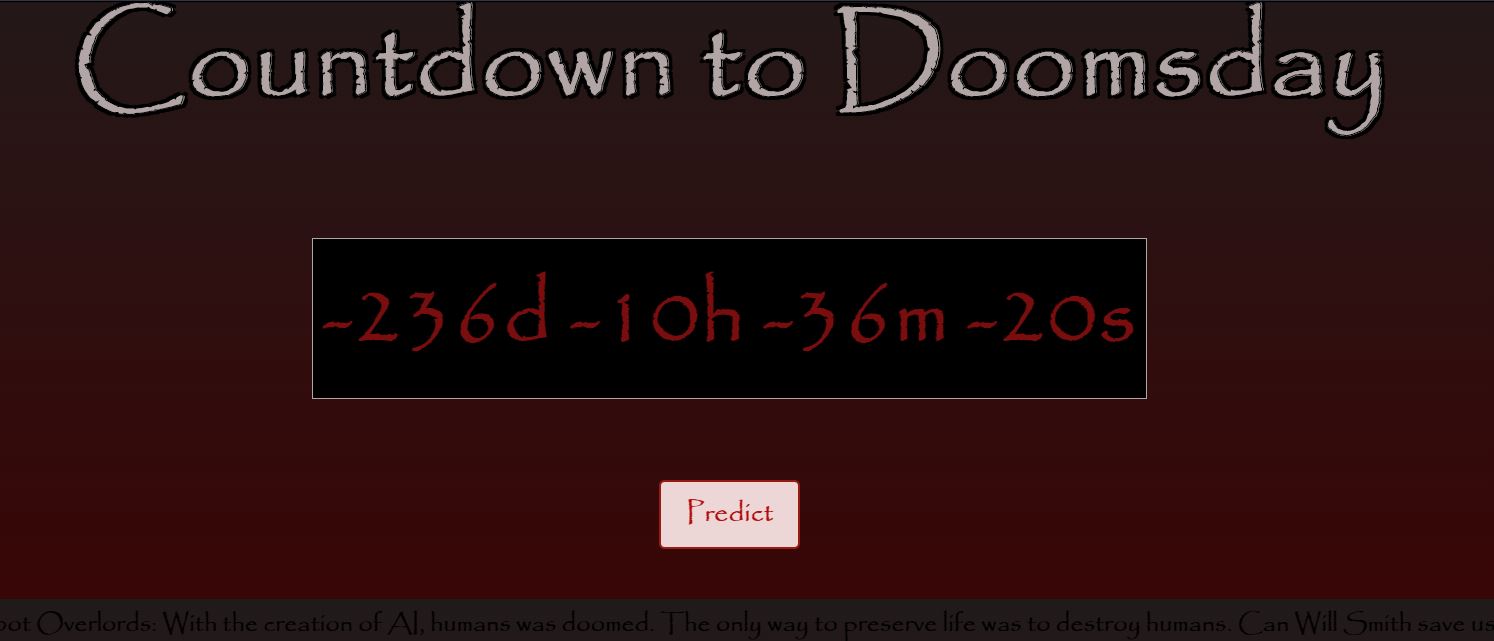 Countdown to Doomsday
-236d -10h -36m -20s
Predict
Overlords: With the creation of AI, humans was doomed. The only way to preserve life was to destroy humans. Can Will Smith save us